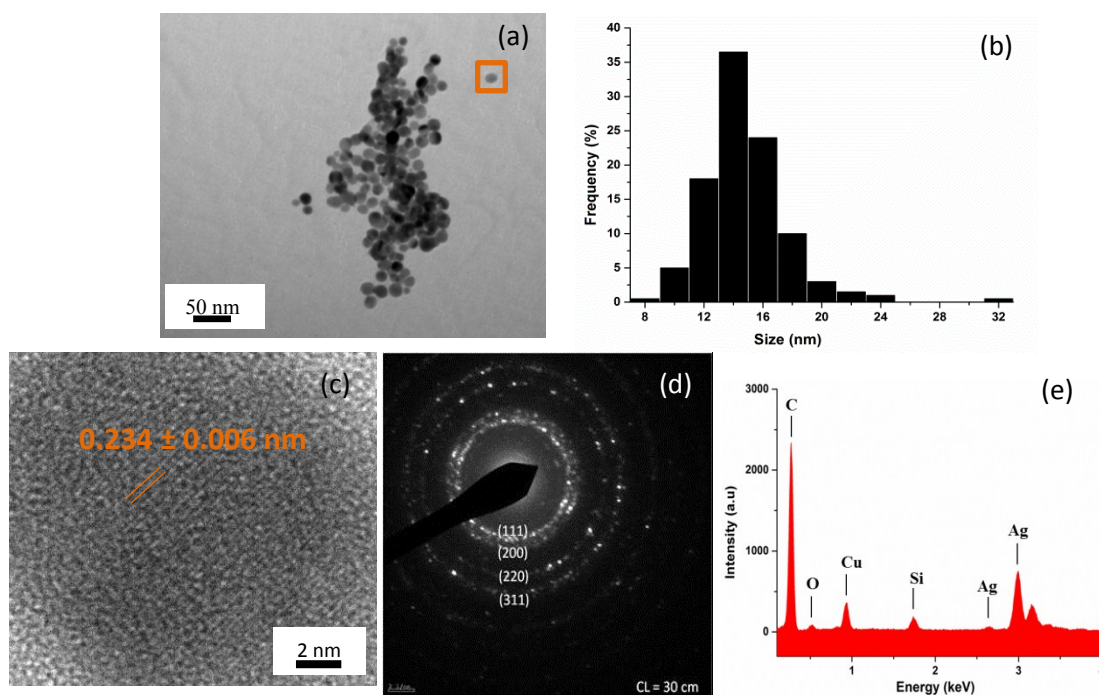 (a)
50 nm
(b)
40
35
30
25
20
15
10
5
0
Frequency (%)
8 12 16 20 24 28 32
Size (nm)
(c)
0.234 ± 0.006 nm
2 nm
(d)
(111)
(200)
(220)
(311)
CL = 30 cm
(e)
3000
2000
1000
0
Intensity (a.u)
C
O
Cu
Si
Ag
Ag
1 2 3
Energy (keV)